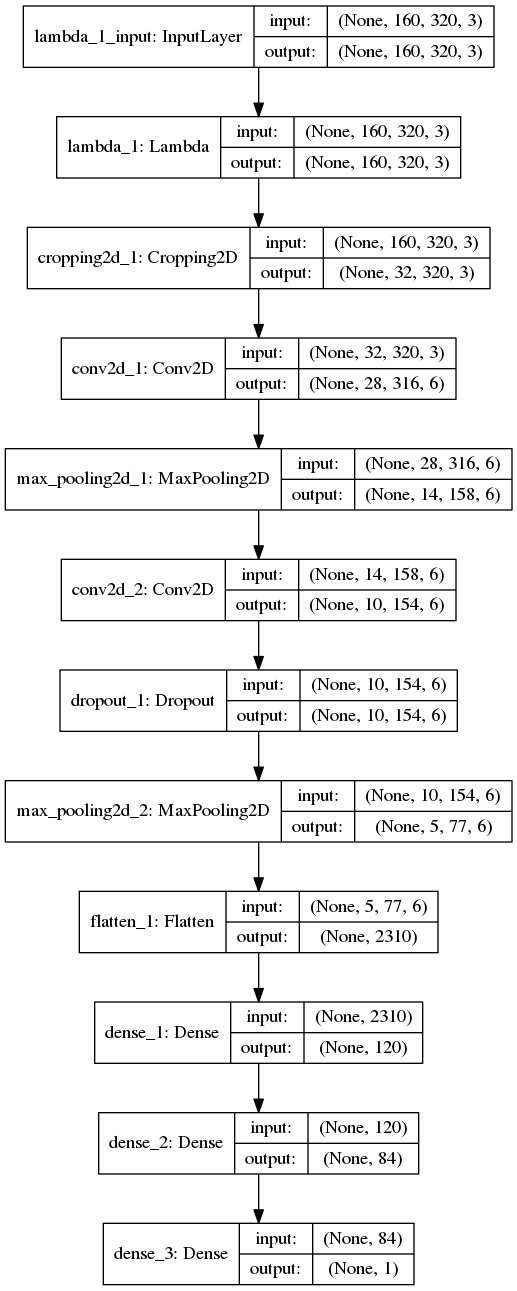 lambda_1_input: InputLayer
input: (None, 160, 320, 3)
output: (None, 160, 320, 3)
lambda_1: Lambda
input: (None, 160, 320, 3)
output: (None, 160, 320, 3)
cropping2d_1: Cropping2D
input: (None, 160, 320, 3)
output: (None, 32, 320, 3)
conv2d_1: Conv2D
input: (None, 32, 320, 3)
output: (None, 28, 316, 6)
max_pooling2d_1: MaxPooling2D
input: (None, 28, 316, 6)
output: (None, 14, 158, 6)
conv2d_2: Conv2D
input: (None, 14, 158, 6)
output: (None, 10, 154, 6)
dropout_1: Dropout
input: (None, 10, 154, 6)
output: (None, 10, 154, 6)
max_pooling2d_2: MaxPooling2D
input: (None, 10, 154, 6)
output: (None, 5, 77, 6)
flatten_1: Flatten
input: (None, 5, 77, 6)
output: (None, 2310)
dense_1: Dense
input: (None, 2310)
output: (None, 120)
dense_2: Dense
input: (None, 120)
output: (None, 84)
dense_3: Dense
input: (None, 84)
output: (None, 1)